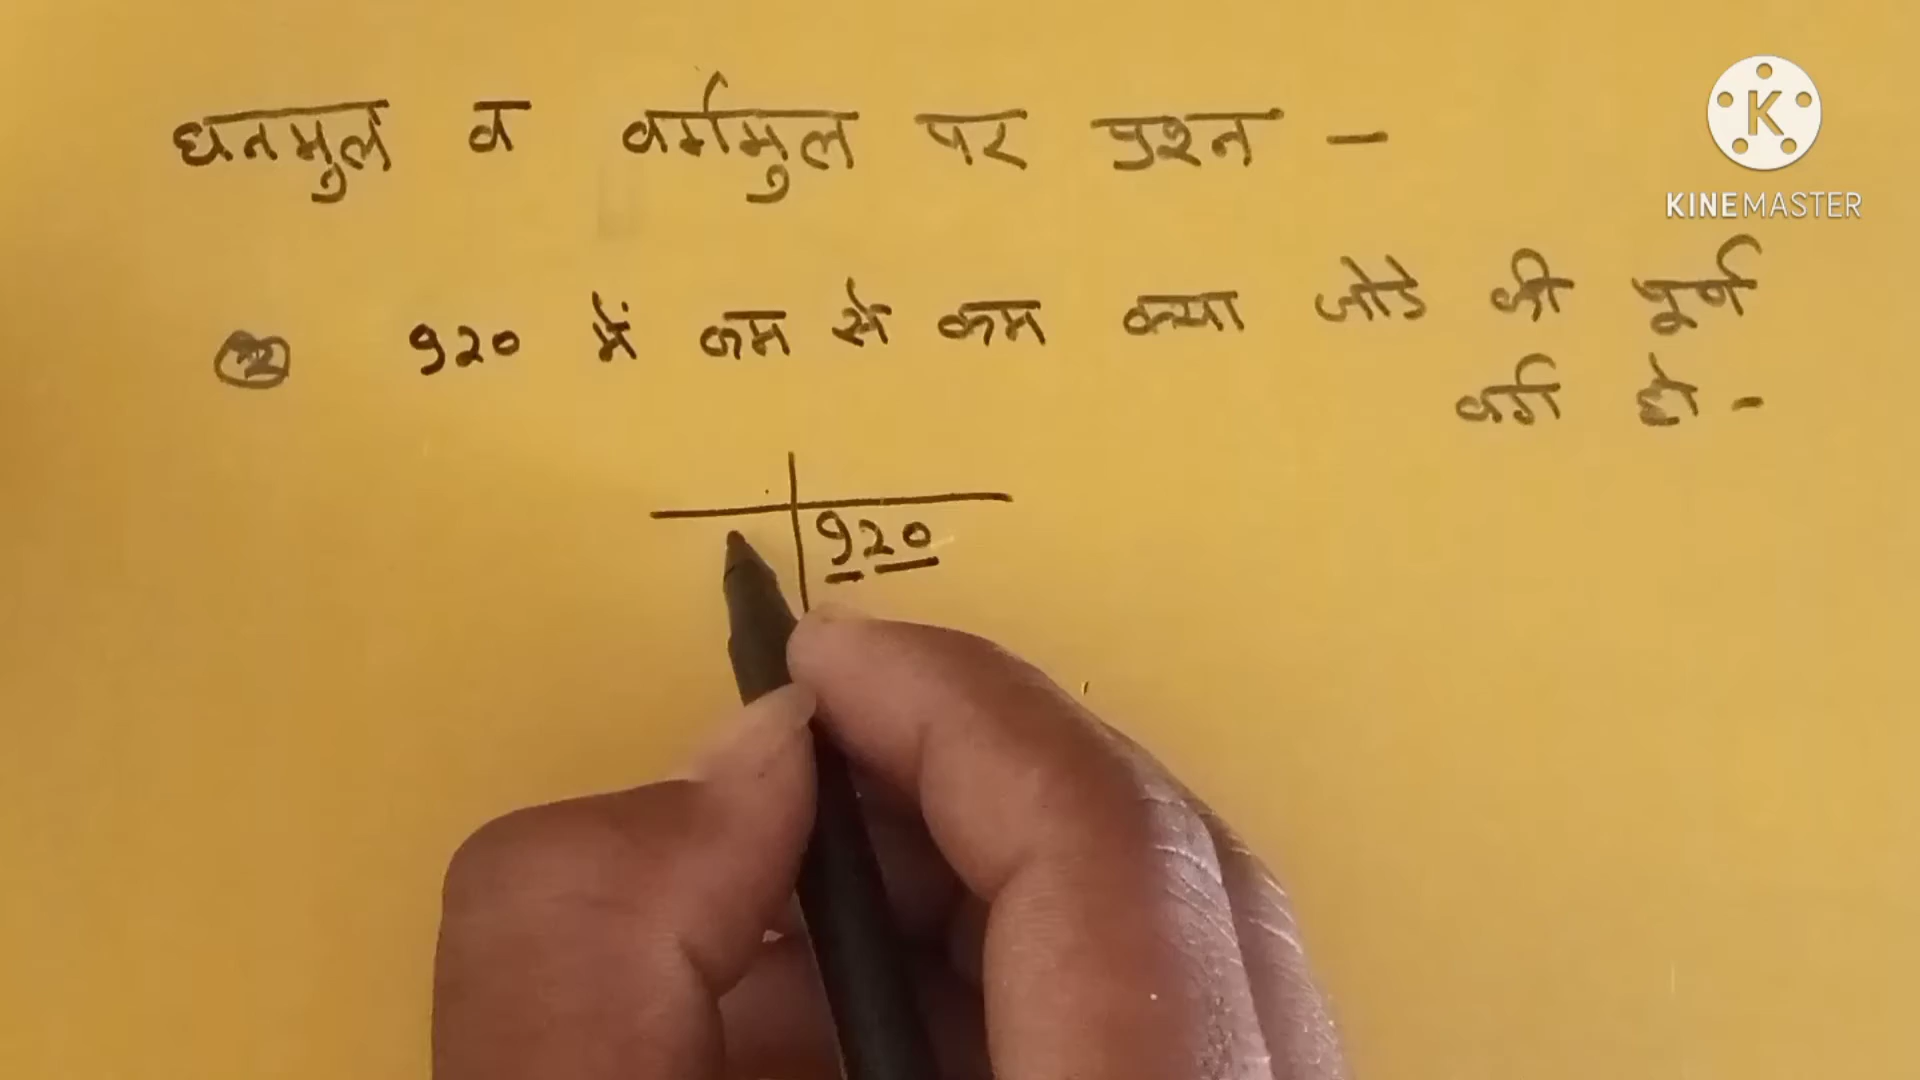 घनमुल व वर्गमुल पर प्रश्न -
KINEMASTER
920 में कम से कम क्या जोडे की पूर्ण
वर्ग हो -
920